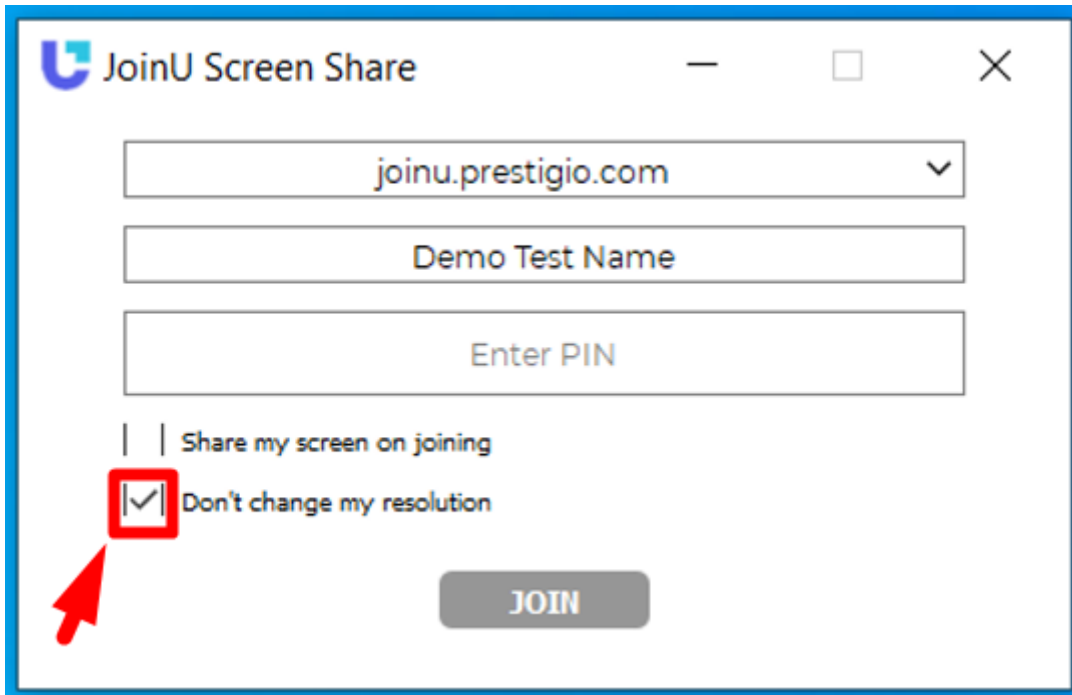 JoinU Screen Share
joinu.prestigio.com
Demo Test Name
Enter PIN
Share my screen on joining
Don't change my resolution
JOIN